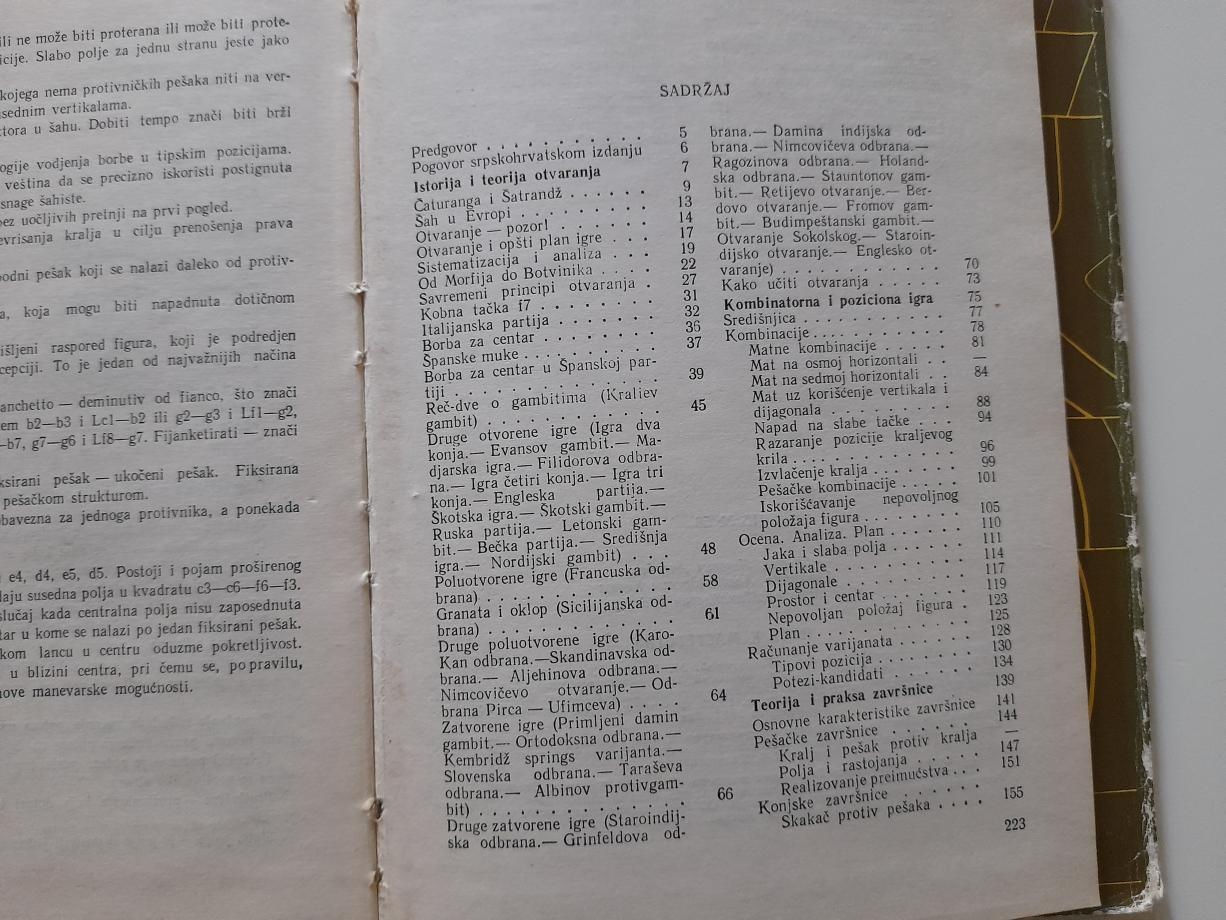 ili ne može biti proterana ili može biti prote-
icije. Slabo polje za jednu stranu jeste jako
kojega nema protivničkih pešaka niti na ver-
sednim vertikalama.
tora u šahu. Dobiti tempo znači biti brži
ogije vodjenja borbe u tipskim pozicijama.
veština da se precizno iskoristi postignuta
snage šahiste.
bez uočljivih pretnji na prvi pogled.
evrisanja kralja u cilju prenošenja prava
odni pešak koji se nalazi daleko od protiv-
a, koja mogu biti napadnuta dotičnom
išljeni raspored figura, koji je podredjen
cepciji. To je jedan od najvažnijih načina
anchetto — deminutiv od fianco, što znači
em b2—b3 i Lc1—b2 ili g2—g3 i Lf1—g2,
—b7, g7—g6 i Lf8—g7. Fijanketirati — znači
ksirani pešak — ukočeni pešak. Fiksirana
pešačkom strukturom.
obavezna za jednoga protivnika, a ponekada
e4, d4, e5, d5. Postoji i pojam proširenog
laju susedna polja u kvadratu c3—c6—f6—f3.
slučaj kada centralna polja nisu zaposednuta
tar u kome se nalazi po jedan fiksirani pešak.
kom lancu u centru oduzme pokretljivost.
u blizini centra, pri čemu se, po pravilu,
nove manevarske mogućnosti.
SADRŽAJ
Predgovor . . . . . . . . 5
Pogovor srpskohrvatskom izdanju 6
Istorija i teorija otvaranja 7
Čaturanga i Šatrandž . . . . . . 9
Šah u Evropi . . . . . . . . 13
Otvaranje — pozor! . . . . . . 14
Otvaranje i opšti plan igre . . . 17
Sistematizacija i analiza . . . 19
Od Morfija do Botvinika . . . . 22
Savremeni principi otvaranja . 27
Kobna tačka f7 . . . . . . . . 31
Italijanska partija . . . . . . . 32
Borba za centar . . . . . . . . 36
Španske muke . . . . . . . . . 37
Borba za centar u Španskoj par-
tiji . . . . . . . . . . . 39
Reč-dve o gambitima (Kraljev
gambit) . . . . . . . . . . 45
Druge otvorene igre (Igra dva
konja.— Evansov gambit.— Ma-
djarska igra.— Filidorova odbra-
na.— Igra četiri konja.— Igra tri
konja.— Engleska partija.—
Škotska igra.— Škotski gambit.—
Ruska partija.— Letonski gam-
bit.— Bečka partija.— Središnja
igra.— Nordijski gambit) . . . 48
Poluotvorene igre (Francuska od-
brana) . . . . . . . . . . . 58
Granata i oklop (Sicilijanska od-
brana) . . . . . . . . . . . 61
Druge poluotvorene igre (Karo-
Kan odbrana.—Skandinavska od-
brana.— Aljehinova odbrana.—
Nimcovičevo otvaranje.— Od-
brana Pirca — Ufimceva) . . . . 64
Zatvorene igre (Primljeni damin
gambit.— Ortodoksna odbrana.—
Kembridž springs varijanta.—
Slovenska odbrana.— Taraševa
odbrana.— Albinov protivgam-
bit) . . . . . . . . . . . . 66
Druge zatvorene igre (Staroindij-
ska odbrana.— Grinfeldova od-
brana.— Damina indijska od-
brana.— Nimcovičeva odbrana.—
Ragozinova odbrana.— Holand-
ska odbrana.— Stauntonov gam-
bit.— Retijevo otvaranje.— Ber-
dovo otvaranje.— Fromov gam-
bit.— Budimpeštanski gambit.—
Otvaranje Sokolskog.— Staroin-
dijsko otvaranje.— Englesko ot-
varanje) . . . . . . . . . . . 70
Kako učiti otvaranja . . . . . 73
Kombinatorna i poziciona igra 75
Središnjica . . . . . . . . . . 77
Kombinacije . . . . . . . . . . 78
Matne kombinacije . . . . . 81
Mat na osmoj horizontali . . —
Mat na sedmoj horizontali . . 84
Mat uz korišćenje vertikala i
dijagonala . . . . . . . . . 88
Napad na slabe tačke . . . 94
Razaranje pozicije kraljevog
krila . . . . . . . . . . . 96
Izvlačenje kralja . . . . . . . 99
Pešačke kombinacije . . . . . 101
Iskorišćavanje nepovoljnog
položaja figura . . . . . . . 105
Ocena. Analiza. Plan . . . . . . 110
Jaka i slaba polja . . . . . . 111
Vertikale . . . . . . . . . . 114
Dijagonale . . . . . . . . . 117
Prostor i centar . . . . . . . 119
Nepovoljan položaj figura . 123
Plan . . . . . . . . . . . . 125
Računanje varijanata . . . . . 128
Tipovi pozicija . . . . . . . . 130
Potezi-kandidati . . . . . . 134
Teorija i praksa završnice 139
Osnovne karakteristike završnice 141
Pešačke završnice . . . . . . 144
Kralj i pešak protiv kralja —
Polja i rastojanja . . . . . 147
Realizovanje preimućstva . . . 151
Konjske završnice . . . . . .
Skakač protiv pešaka . . . . 155
223